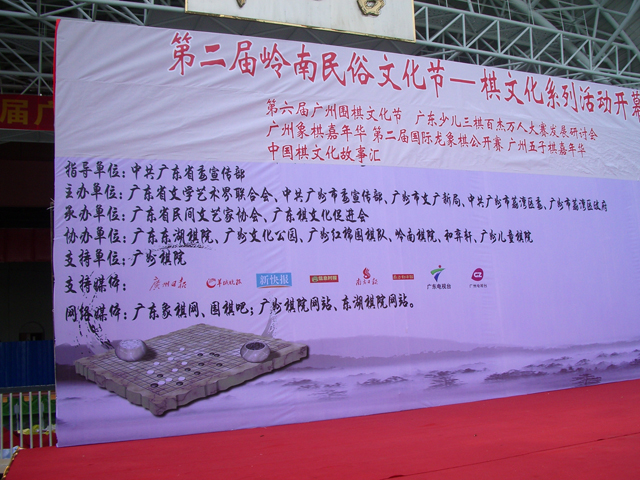 第二届岭南民俗文化节—棋文化系列活动开幕
第六届广州围棋文化节 广东少儿三棋百杰万人大赛发展研讨会
广州象棋嘉年华 第二届国际龙象棋公开赛 广州五子棋嘉年华
中国棋文化故事汇
指导单位：中共广东省委宣传部
主办单位：广东省文学艺术界联合会、中共广州市委宣传部、广州市文广新局、中共广州市荔湾区委、广州市荔湾区政府
承办单位：广东省民间文艺家协会、广东棋文化促进会
协办单位：广东东湖棋院、广州文化公园、广州红棉围棋队、岭南棋院、和弈轩、广州儿童棋院
支持单位：广州棋院
支持媒体：广州日报 羊城晚报 新快报 南方日报 广东电视台 广州电视台
网络媒体：广东象棋网、围棋吧；广州棋院网站、东湖棋院网站。
届广